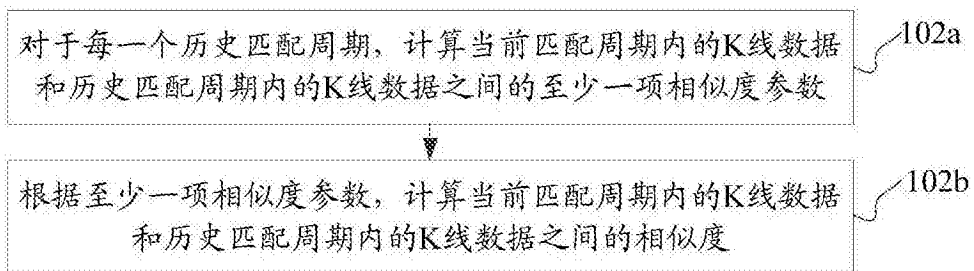 对于每一个历史匹配周期，计算当前匹配周期内的K线数据
和历史匹配周期内的K线数据之间的至少一项相似度参数
102a
根据至少一项相似度参数，计算当前匹配周期内的K线数据
和历史匹配周期内的K线数据之间的相似度
102b